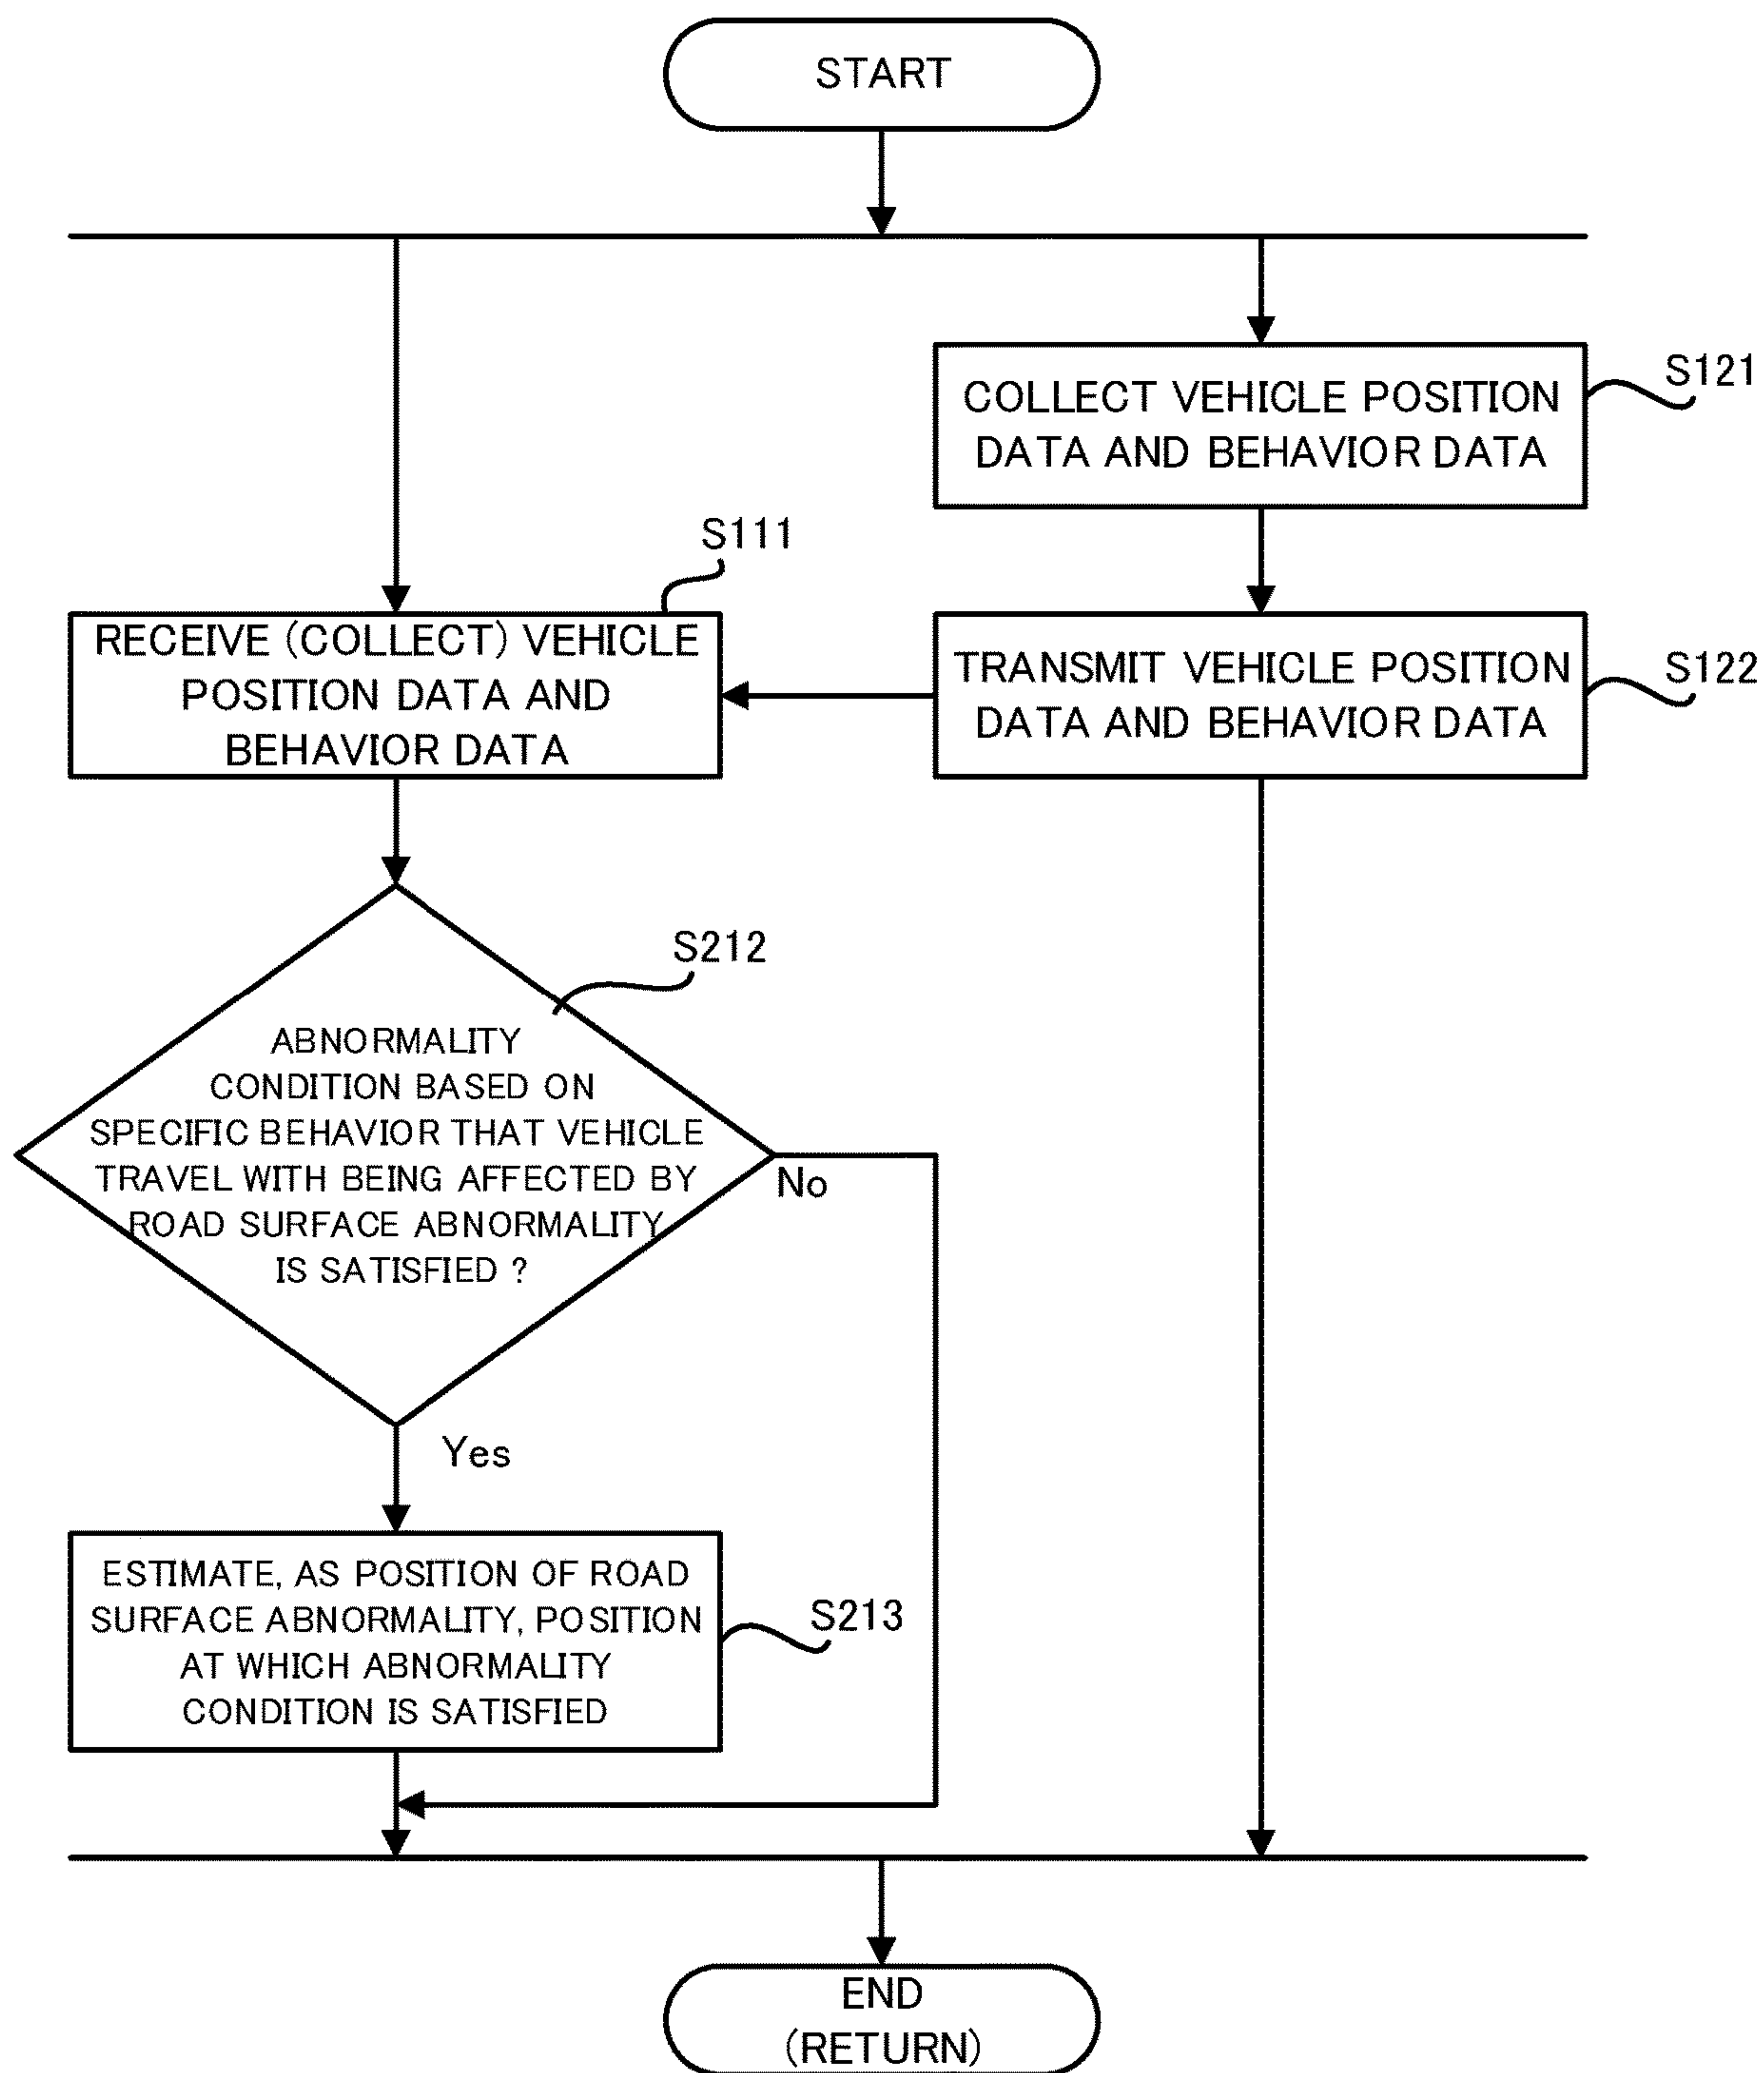 START
COLLECT VEHICLE POSITION
DATA AND BEHAVIOR DATA
S121
S111
RECEIVE (COLLECT) VEHICLE
POSITION DATA AND
BEHAVIOR DATA
TRANSMIT VEHICLE POSITION
DATA AND BEHAVIOR DATA
S122
S212
ABNORMALITY
CONDITION BASED ON
SPECIFIC BEHAVIOR THAT VEHICLE
TRAVEL WITH BEING AFFECTED BY
ROAD SURFACE ABNORMALITY
IS SATISFIED ?
No
Yes
ESTIMATE, AS POSITION OF ROAD
SURFACE ABNORMALITY, POSITION
AT WHICH ABNORMALITY
CONDITION IS SATISFIED
S213
END
(RETURN)